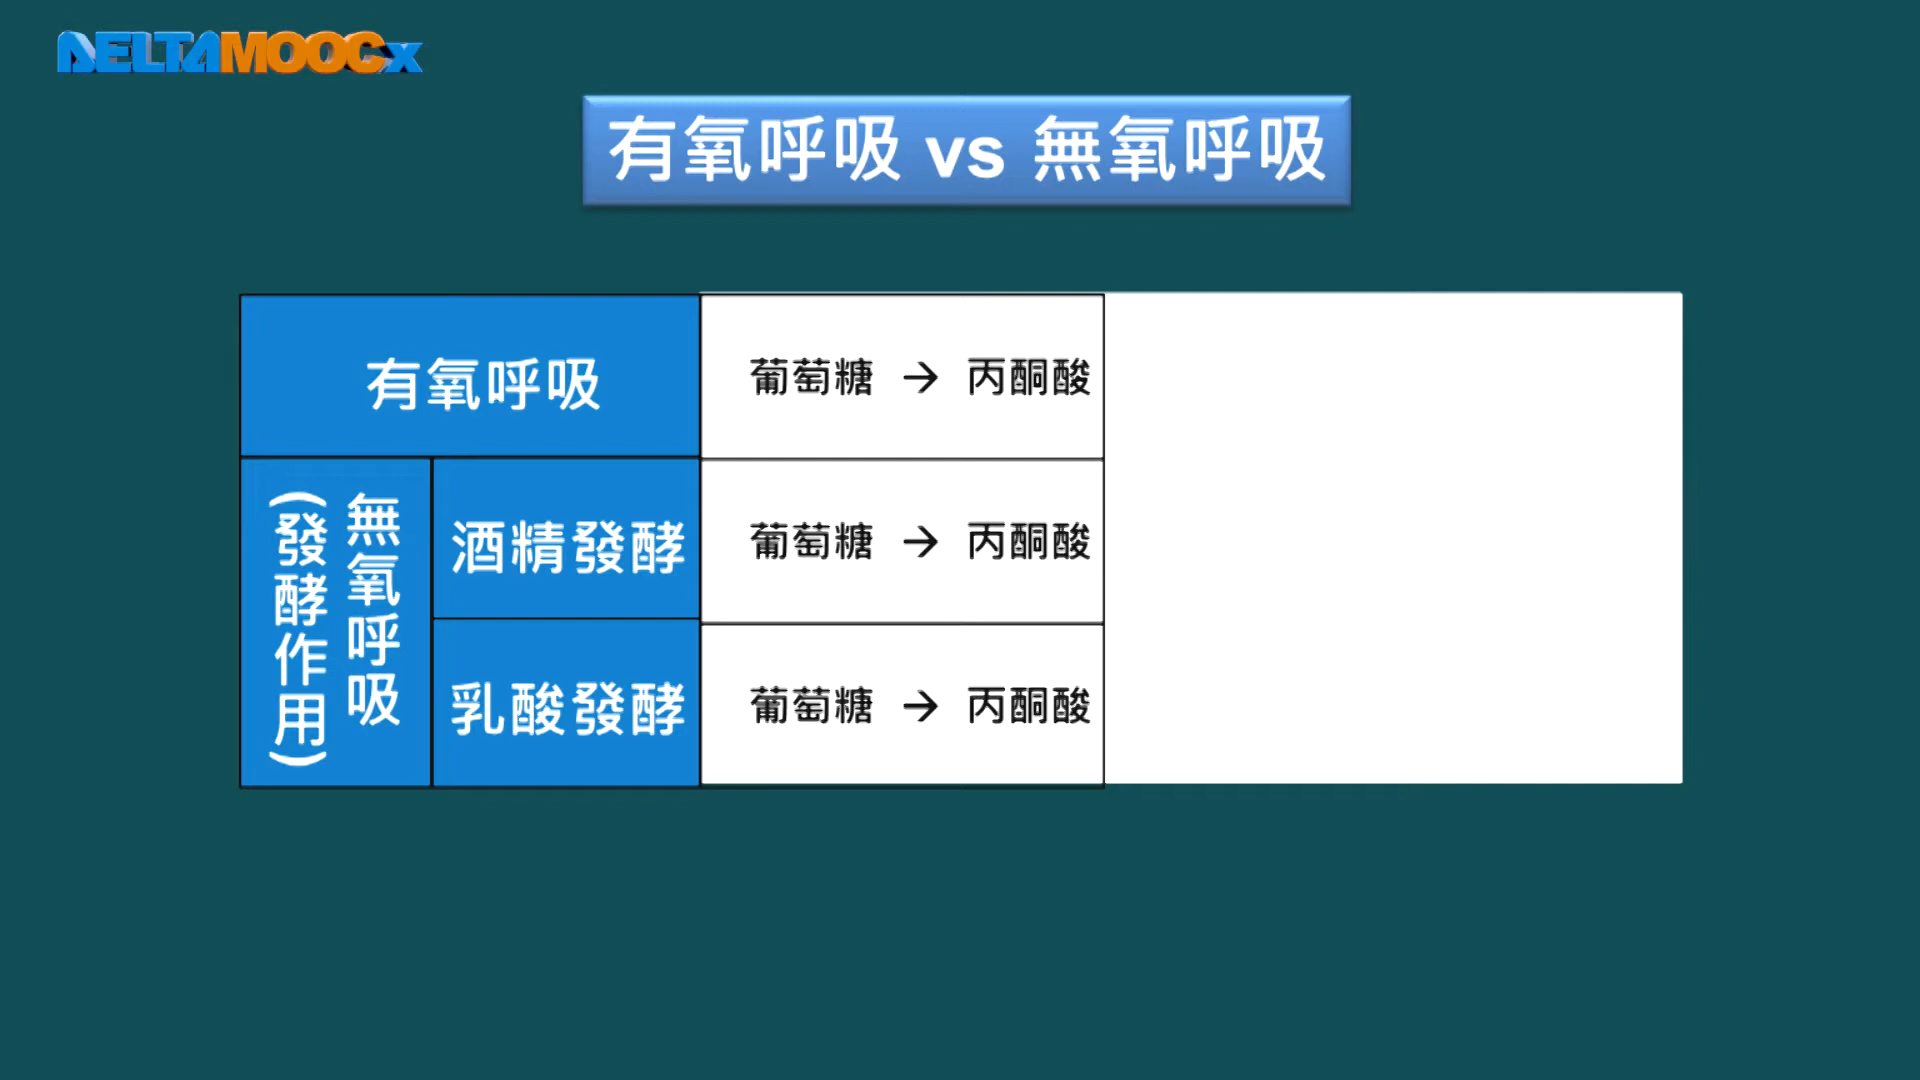 DELTAMOOCx
有氧呼吸 vs 無氧呼吸
有氧呼吸
葡萄糖 → 丙酮酸
無氧呼吸
(發酵作用)
酒精發酵
葡萄糖 → 丙酮酸
乳酸發酵
葡萄糖 → 丙酮酸